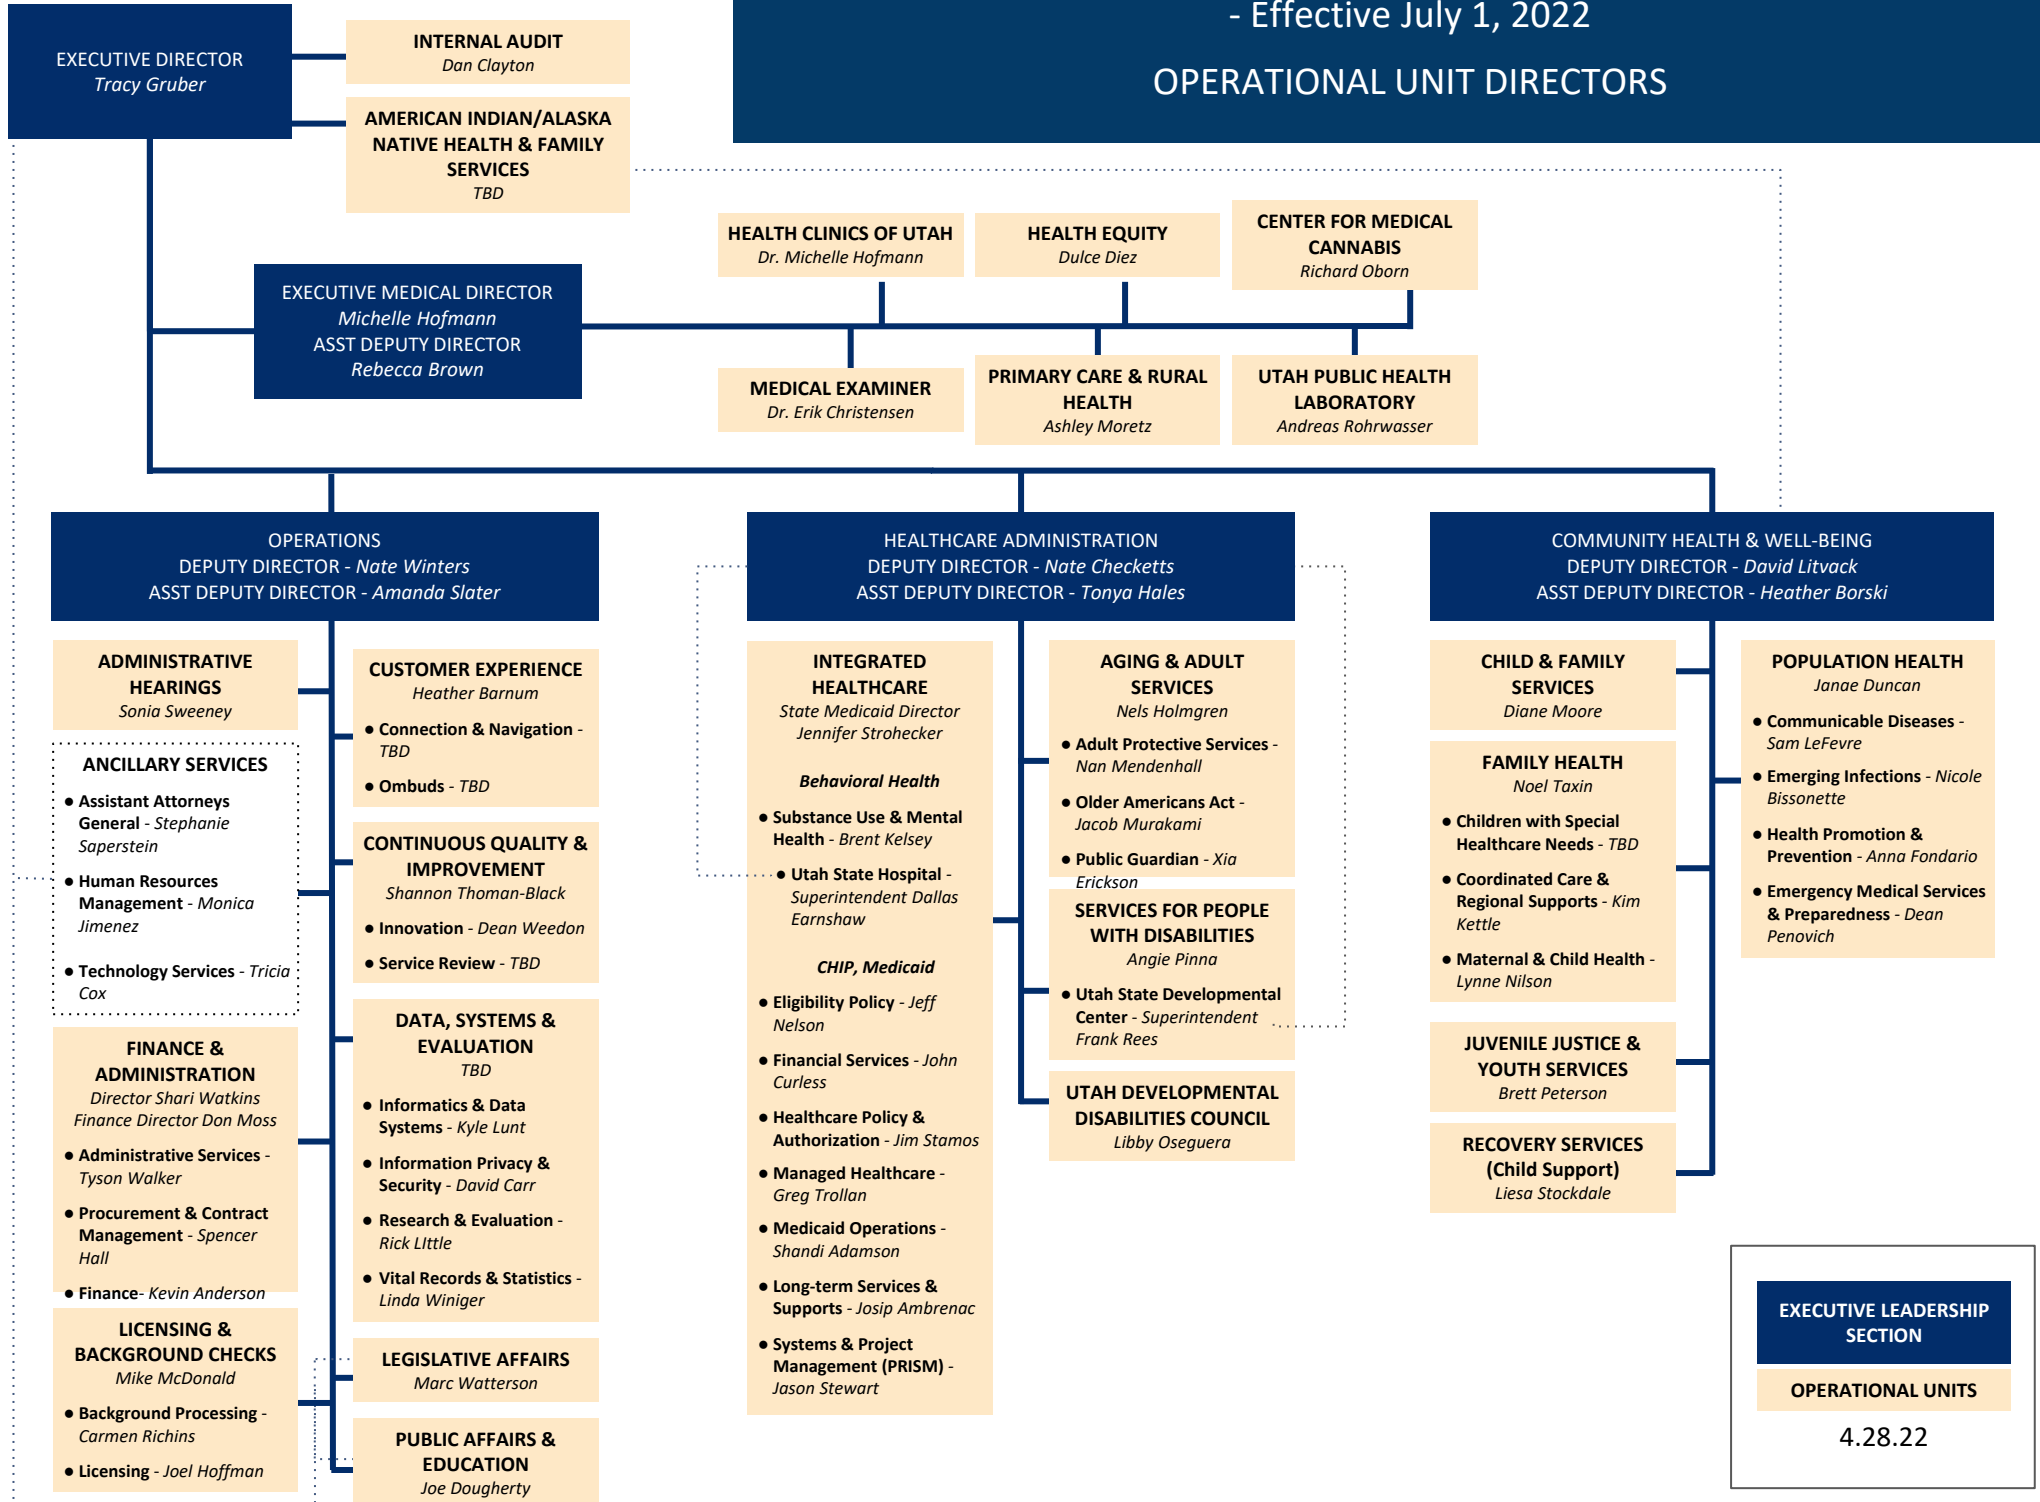 - Effective July 1, 2022
OPERATIONAL UNIT DIRECTORS
EXECUTIVE DIRECTOR
Tracy Gruber
INTERNAL AUDIT
Dan Clayton
AMERICAN INDIAN/ALASKA
NATIVE HEALTH & FAMILY
SERVICES
TBD
EXECUTIVE MEDICAL DIRECTOR
Michelle Hofmann
ASST DEPUTY DIRECTOR
Rebecca Brown
HEALTH CLINICS OF UTAH
Dr. Michelle Hofmann
HEALTH EQUITY
Dulce Diez
CENTER FOR MEDICAL
CANNABIS
Richard Oborn
MEDICAL EXAMINER
Dr. Erik Christensen
PRIMARY CARE & RURAL
HEALTH
Ashley Moretz
UTAH PUBLIC HEALTH
LABORATORY
Andreas Rohrwasser
OPERATIONS
DEPUTY DIRECTOR - Nate Winters
ASST DEPUTY DIRECTOR - Amanda Slater
ADMINISTRATIVE
HEARINGS
Sonia Sweeney
ANCILLARY SERVICES
● Assistant Attorneys
General - Stephanie
Saperstein
● Human Resources
Management - Monica
Jimenez
● Technology Services - Tricia
Cox
FINANCE &
ADMINISTRATION
Director Shari Watkins
Finance Director Don Moss
● Administrative Services -
Tyson Walker
● Procurement & Contract
Management - Spencer
Hall
● Finance- Kevin Anderson
LICENSING &
BACKGROUND CHECKS
Mike McDonald
● Background Processing -
Carmen Richins
● Licensing - Joel Hoffman
CUSTOMER EXPERIENCE
Heather Barnum
● Connection & Navigation -
TBD
● Ombuds - TBD
CONTINUOUS QUALITY &
IMPROVEMENT
Shannon Thoman-Black
● Innovation - Dean Weedon
● Service Review - TBD
DATA, SYSTEMS &
EVALUATION
TBD
● Informatics & Data
Systems - Kyle Lunt
● Information Privacy &
Security - David Carr
● Research & Evaluation -
Rick LIttle
● Vital Records & Statistics -
Linda Winiger
LEGISLATIVE AFFAIRS
Marc Watterson
PUBLIC AFFAIRS &
EDUCATION
Joe Dougherty
HEALTHCARE ADMINISTRATION
DEPUTY DIRECTOR - Nate Checketts
ASST DEPUTY DIRECTOR - Tonya Hales
INTEGRATED
HEALTHCARE
State Medicaid Director
Jennifer Strohecker
Behavioral Health
● Substance Use & Mental
Health - Brent Kelsey
● Utah State Hospital -
Superintendent Dallas
Earnshaw
CHIP, Medicaid
● Eligibility Policy - Jeff
Nelson
● Financial Services - John
Curless
● Healthcare Policy &
Authorization - Jim Stamos
● Managed Healthcare -
Greg Trollan
● Medicaid Operations -
Shandi Adamson
● Long-term Services &
Supports - Josip Ambrenac
● Systems & Project
Management (PRISM) -
Jason Stewart
AGING & ADULT
SERVICES
Nels Holmgren
● Adult Protective Services -
Nan Mendenhall
● Older Americans Act -
Jacob Murakami
● Public Guardian - Xia
Erickson
SERVICES FOR PEOPLE
WITH DISABILITIES
Angie Pinna
● Utah State Developmental
Center - Superintendent
Frank Rees
UTAH DEVELOPMENTAL
DISABILITIES COUNCIL
Libby Oseguera
COMMUNITY HEALTH & WELL-BEING
DEPUTY DIRECTOR - David Litvack
ASST DEPUTY DIRECTOR - Heather Borski
CHILD & FAMILY
SERVICES
Diane Moore
FAMILY HEALTH
Noel Taxin
● Children with Special
Healthcare Needs - TBD
● Coordinated Care &
Regional Supports - Kim
Kettle
● Maternal & Child Health -
Lynne Nilson
JUVENILE JUSTICE &
YOUTH SERVICES
Brett Peterson
RECOVERY SERVICES
(Child Support)
Liesa Stockdale
POPULATION HEALTH
Janae Duncan
● Communicable Diseases -
Sam LeFevre
● Emerging Infections - Nicole
Bissonette
● Health Promotion &
Prevention - Anna Fondario
● Emergency Medical Services
& Preparedness - Dean
Penovich
EXECUTIVE LEADERSHIP
SECTION
OPERATIONAL UNITS
4.28.22